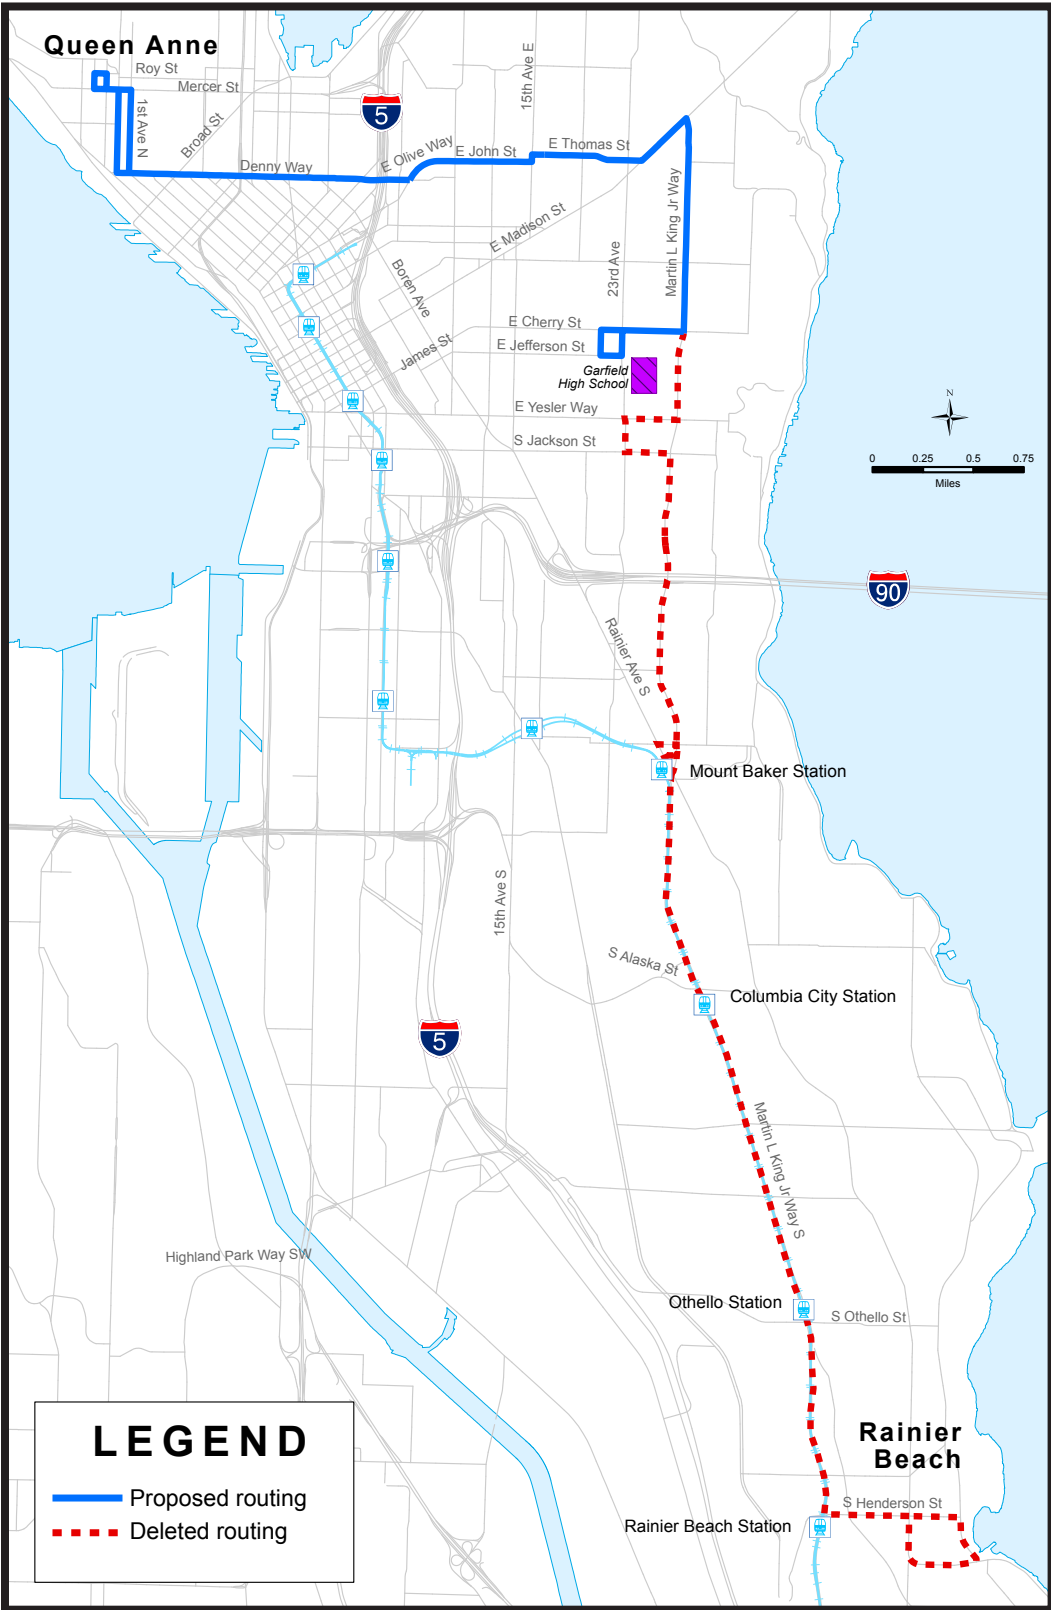 Queen Anne
Roy St
Mercer St
1st Ave N
Broad St
Denny Way
5
15th Ave E
E Olive Way
E John St
E Thomas St
Martin L King Jr Way
E Madison St
23rd Ave
Boren Ave
James St
E Cherry St
E Jefferson St
Garfield
High School
E Yesler Way
S Jackson St
N
0 0.25 0.5 0.75
Miles
90
Rainier Ave S
Mount Baker Station
15th Ave S
S Alaska St
Columbia City Station
5
Martin L King Jr Way S
Highland Park Way SW
Othello Station
S Othello St
Rainier
Beach
S Henderson St
Rainier Beach Station
LEGEND
Proposed routing
Deleted routing